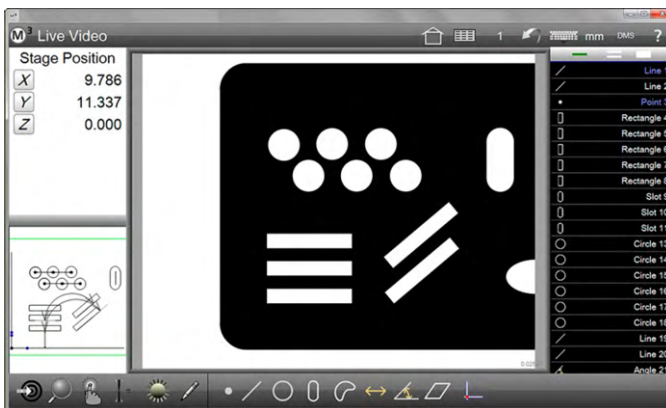 M3 Live Video
1
mm
DMS
?
Stage Position
X 9.786
Y 11.337
Z 0.000
Line 1
Line 2
Point 3
Rectangle 4
Rectangle 5
Rectangle 6
Rectangle 7
Rectangle 8
Slot 9
Slot 10
Slot 11
Circle 13
Circle 14
Circle 15
Circle 16
Circle 17
Circle 18
Line 19
Line 20
Angle 21